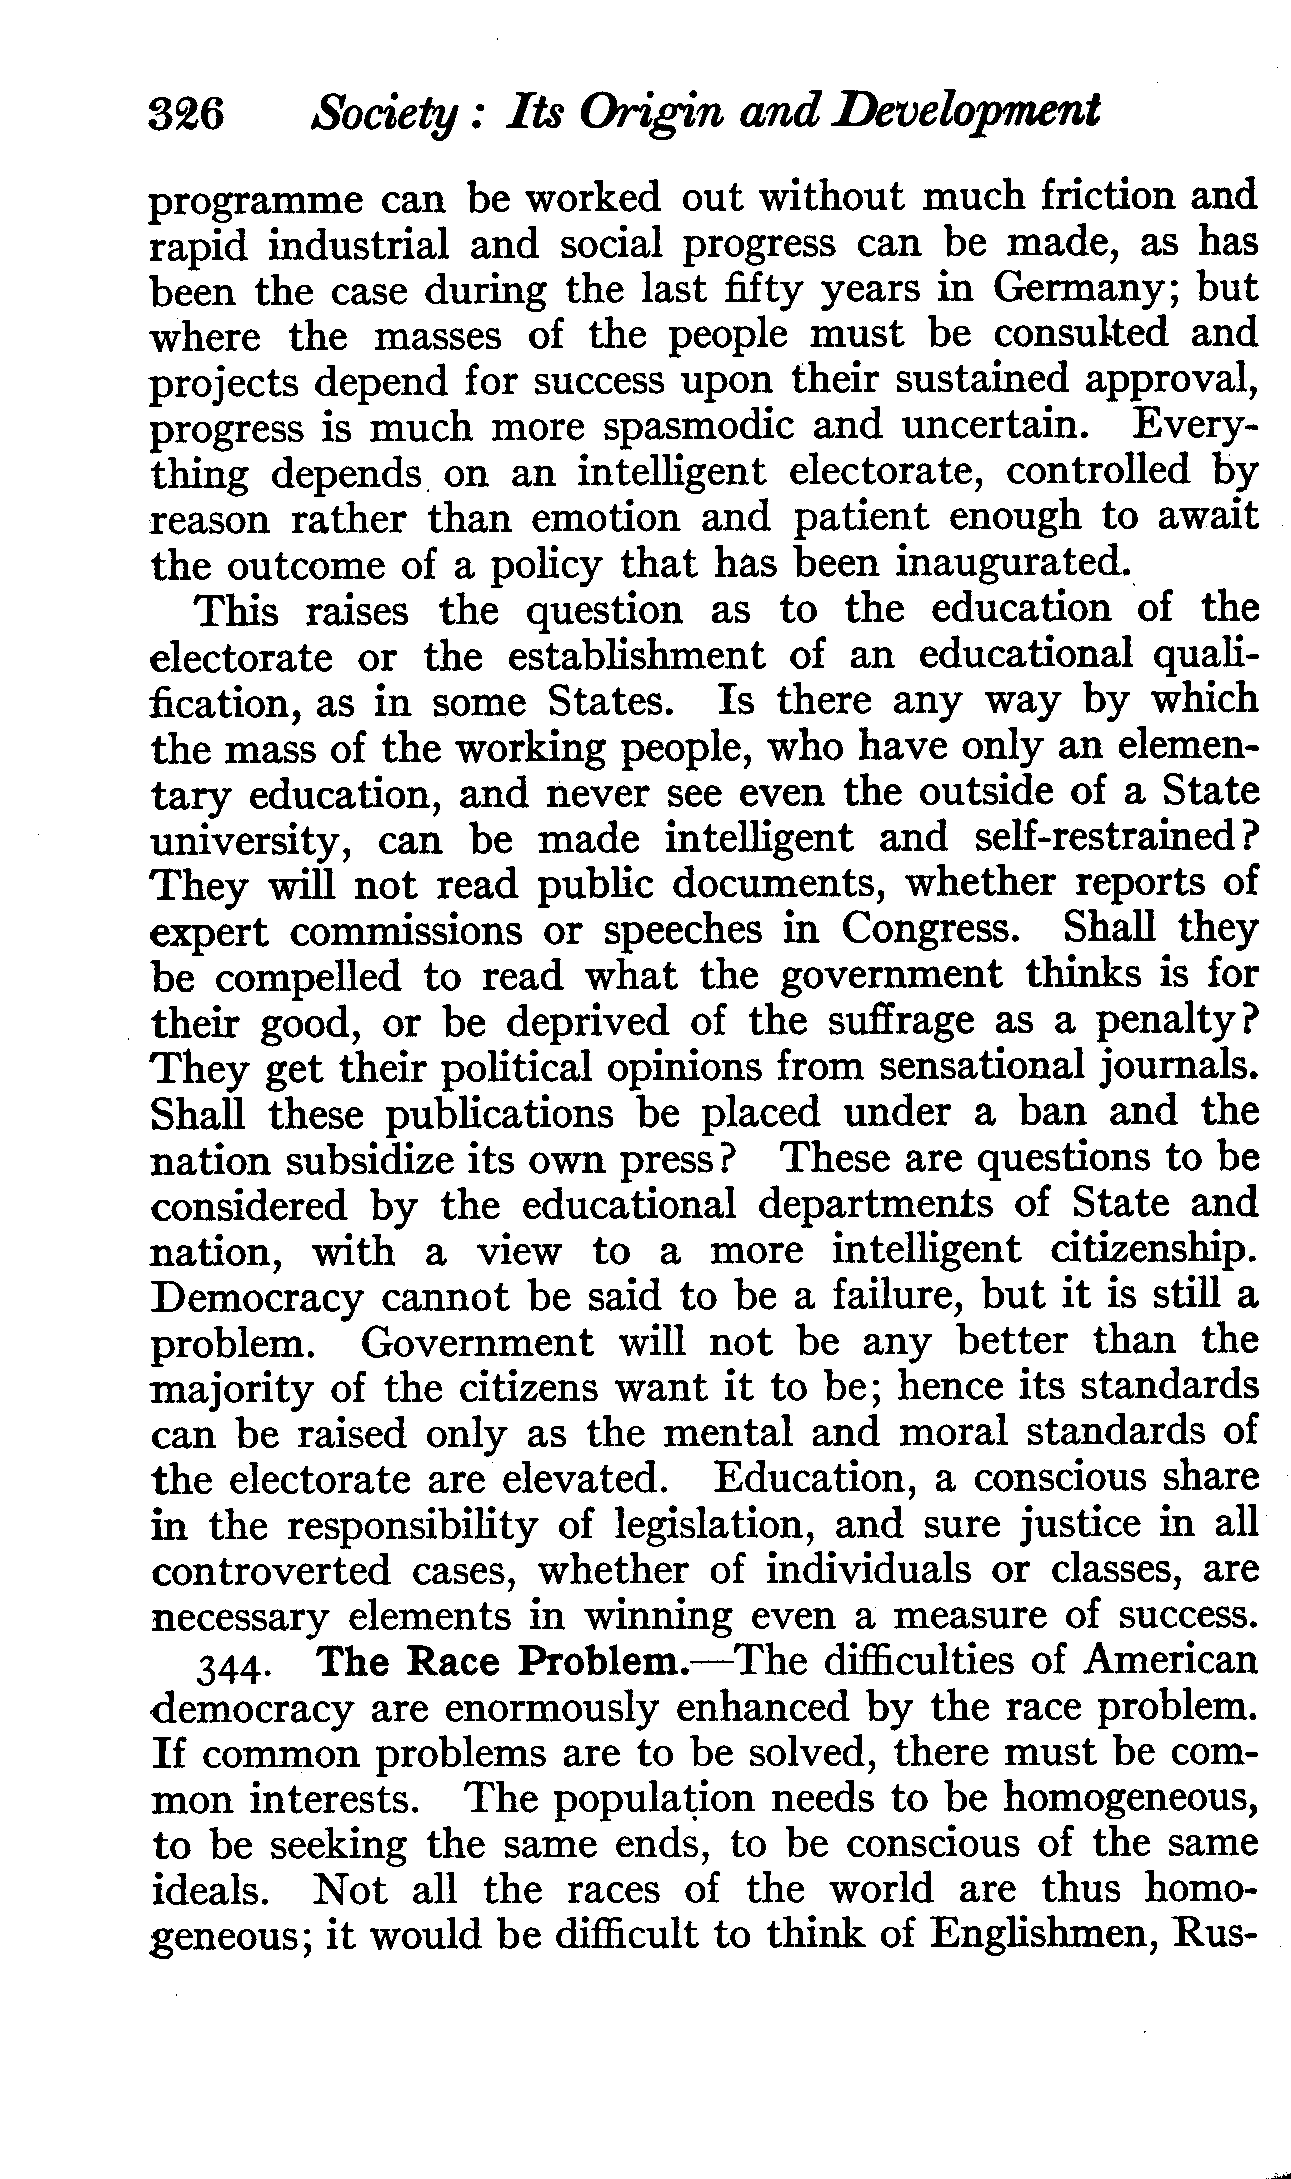 326 Society : Its Origin and Development
programme can be worked out without much friction and
rapid industrial and social progress can be made, as has
been the case during the last fifty years in Germany; but
where the masses of the people must be consulted and
projects depend for success upon their sustained approval,
progress is much more spasmodic and uncertain. Every-
thing depends on an intelligent electorate, controlled by
reason rather than emotion and patient enough to await
the outcome of a policy that has been inaugurated.
This raises the question as to the education of the
electorate or the establishment of an educational quali-
fication, as in some States. Is there any way by which
the mass of the working people, who have only an elemen-
tary education, and never see even the outside of a State
university, can be made intelligent and self-restrained?
They will not read public documents, whether reports of
expert commissions or speeches in Congress. Shall they
be compelled to read what the government thinks is for
their good, or be deprived of the suffrage as a penalty?
They get their political opinions from sensational journals.
Shall these publications be placed under a ban and the
nation subsidize its own press? These are questions to be
considered by the educational departments of State and
nation, with a view to a more intelligent citizenship.
Democracy cannot be said to be a failure, but it is still a
problem. Government will not be any better than the
majority of the citizens want it to be; hence its standards
can be raised only as the mental and moral standards of
the electorate are elevated. Education, a conscious share
in the responsibility of legislation, and sure justice in all
controverted cases, whether of individuals or classes, are
necessary elements in winning even a measure of success.
344. The Race Problem.—The difficulties of American
democracy are enormously enhanced by the race problem.
If common problems are to be solved, there must be com-
mon interests. The population needs to be homogeneous,
to be seeking the same ends, to be conscious of the same
ideals. Not all the races of the world are thus homo-
geneous; it would be difficult to think of Englishmen, Rus-